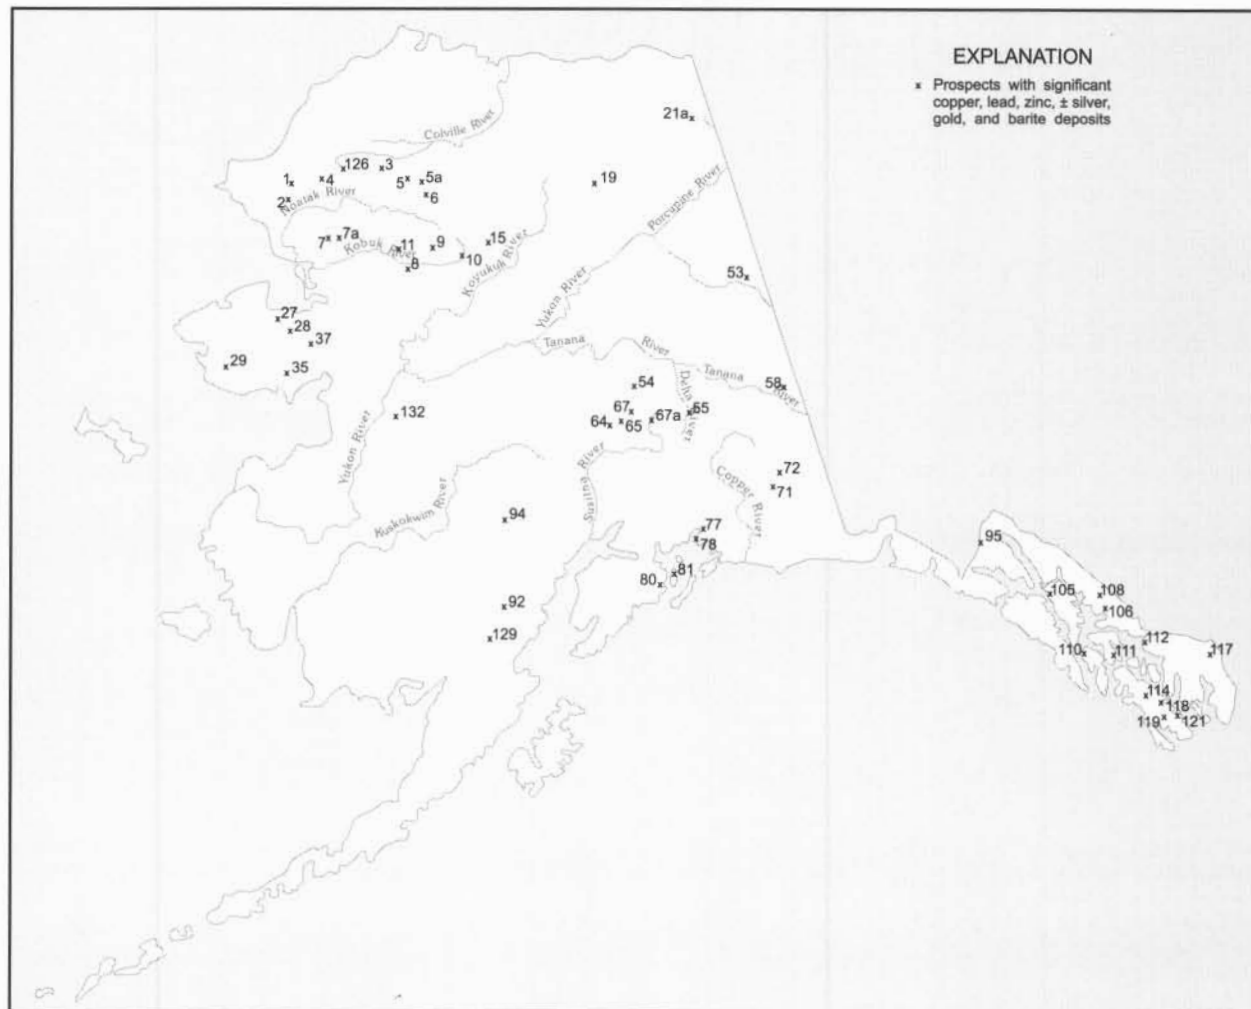 EXPLANATION
x Prospects with significant
copper, lead, zinc, ± silver,
gold, and barite deposits
21a
Colville River
126
3
1
4
5
5a
19
2
Noatak River
6
Porcupine River
7
7a
Kobuk River
11
9
15
10
8
Koyukuk River
53
27
28
37
Yukon River
Tanana River
29
35
54
Delta River
Tanana River
58
132
67
64
65
67a
55
Yukon River
Susitna River
72
Copper River
71
Kuskokwim River
94
77
78
95
81
80
92
105
108
106
129
112
110
111
117
114
118
119
121